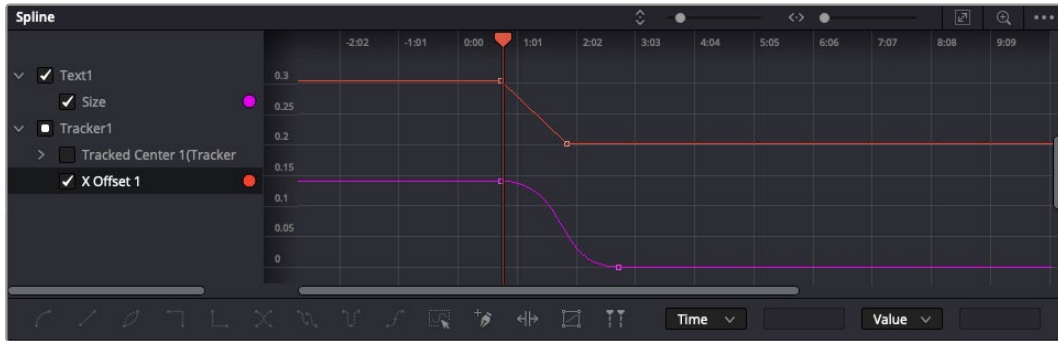 Spline
-2:02 -1:01 0:00 1:01 2:02 3:03 4:04 5:05 6:06 7:07 8:08 9:09
Text1
Size
Tracker1
Tracked Center 1(Tracker
X Offset 1
0.3
0.25
0.2
0.15
0.1
0.05
0
Time Value